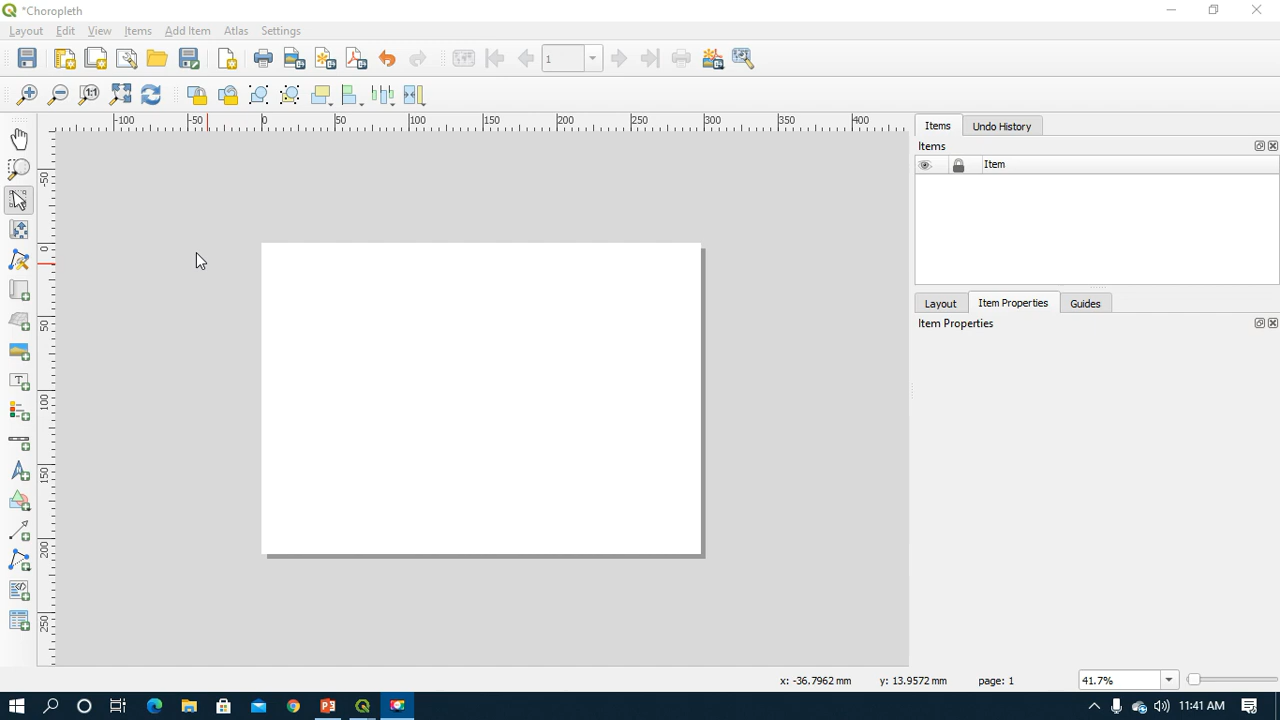 *Choropleth
Layout Edit View Items Add Item Atlas Settings
1
1:1
-100 -50 0 50 100 150 200 250 300 350 400
-50
0
50
100
150
200
250
Items Undo History
Items
Item
Layout Item Properties Guides
Item Properties
x: -36.7962 mm y: 13.9572 mm page: 1 41.7%
11:41 AM